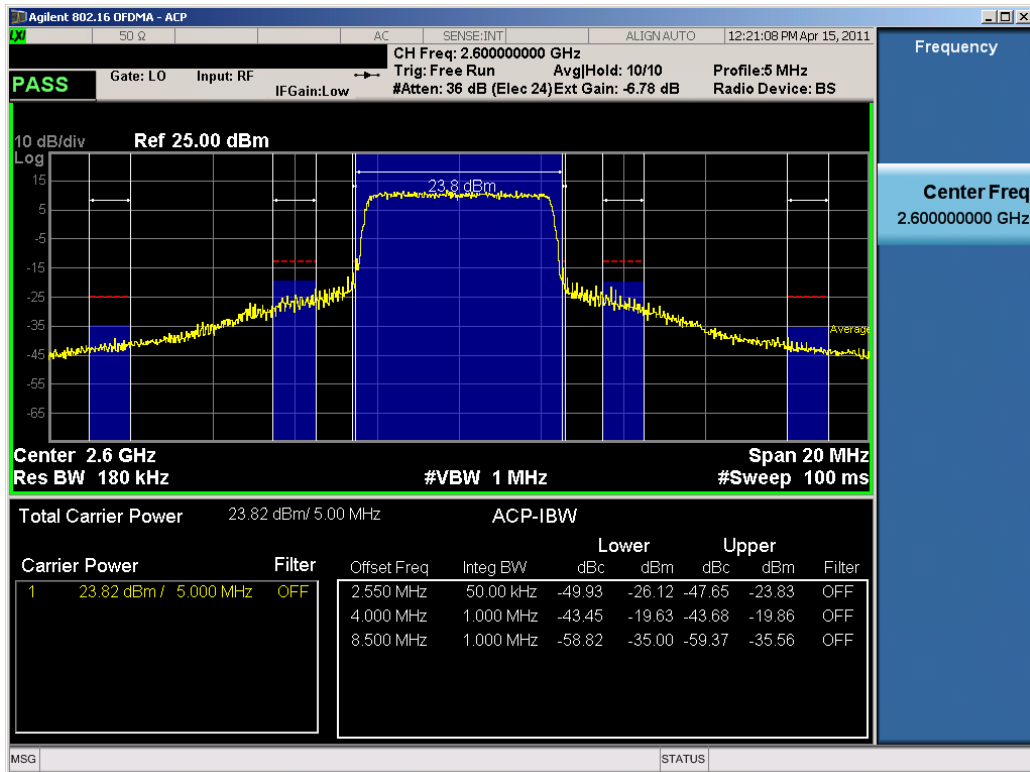 Agilent 802.16 OFDMA - ACP
LXI 50 Ω AC SENSE:INT ALIGN AUTO 12:21:08 PM Apr 15, 2011
CH Freq: 2.600000000 GHz
PASS Gate: LO Input: RF Trig: Free Run Avg|Hold: 10/10 Profile:5 MHz
IFGain:Low #Atten: 36 dB (Elec 24) Ext Gain: -6.78 dB Radio Device: BS
10 dB/div Ref 25.00 dBm
Log
23.8 dBm
15
5
-5
-15
-25
-35
-45
-55
-65
Average
Center 2.6 GHz Span 20 MHz
Res BW 180 kHz #VBW 1 MHz #Sweep 100 ms
Total Carrier Power 23.82 dBm/ 5.00 MHz ACP-IBW
Lower Upper
Carrier Power Filter Offset Freq Integ BW dBc dBm dBc dBm Filter
1 23.82 dBm / 5.000 MHz OFF 2.550 MHz 50.00 kHz -49.93 -26.12 -47.65 -23.83 OFF
4.000 MHz 1.000 MHz -43.45 -19.63 -43.68 -19.86 OFF
8.500 MHz 1.000 MHz -58.82 -35.00 -59.37 -35.56 OFF
MSG STATUS
Frequency
Center Freq
2.600000000 GHz